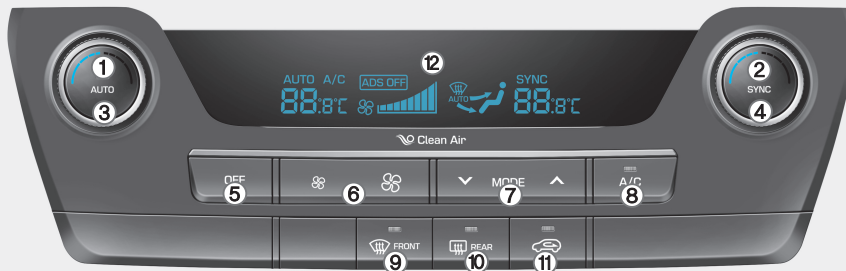 ⑫
AUTO A/C ADS OFF SYNC
88:8°C AUTO 88:8°C
①
AUTO
③
②
SYNC
④
Clean Air
OFF
⑤
⑥
MODE
⑦
A/C
⑧
FRONT
⑨
REAR
⑩
⑪